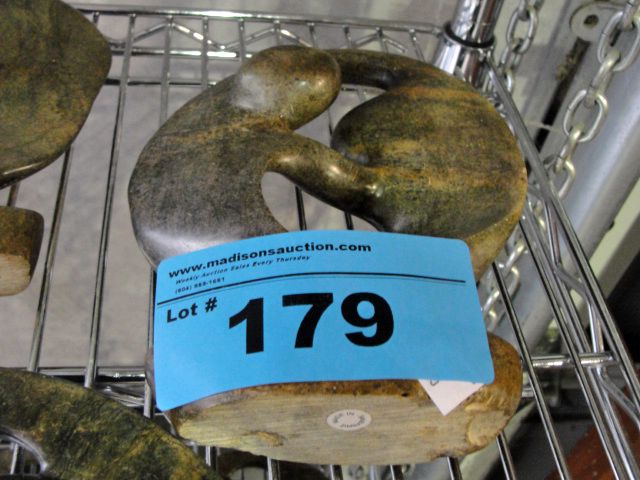 www.madisonsauction.com
Weekly Auction Sales Every Thursday
Lot # 179